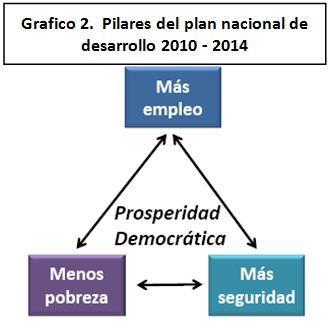 Grafico 2.  Pilares del plan nacional de
desarrollo 2010 - 2014
Más
empleo
Prosperidad
Democrática
Menos
pobreza
Más
seguridad